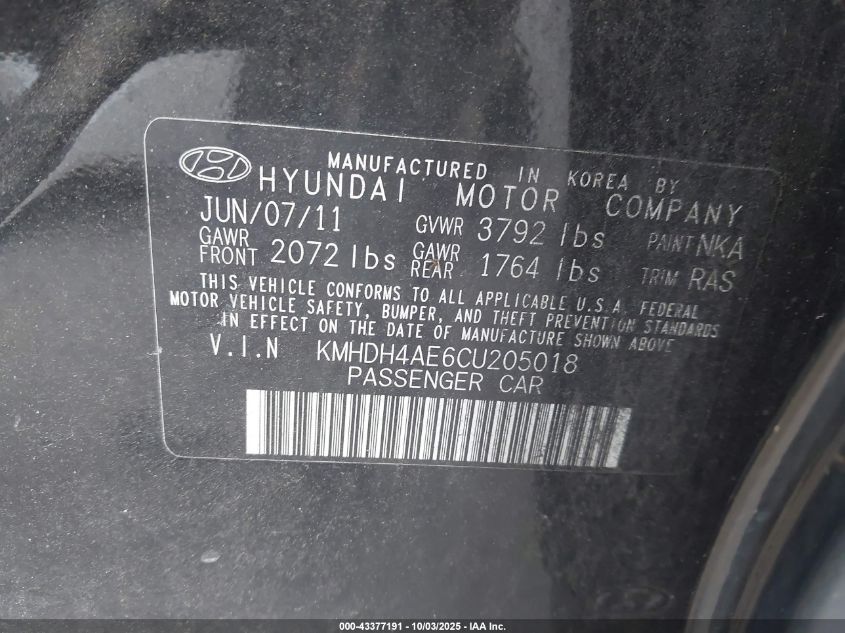 MANUFACTURED IN KOREA BY
HYUNDAI MOTOR COMPANY
JUN/07/11 GVWR 3792 lbs PAINT NKA
GAWR FRONT 2072 lbs GAWR REAR 1764 lbs TRIM RAS
THIS VEHICLE CONFORMS TO ALL APPLICABLE U.S.A. FEDERAL
MOTOR VEHICLE SAFETY, BUMPER, AND THEFT PREVENTION STANDARDS
IN EFFECT ON THE DATE OF MANUFACTURE SHOWN ABOVE
V.I.N KMHDH4AE6CU205018
PASSENGER CAR
000-43377191 - 10/03/2025 - IAA Inc.